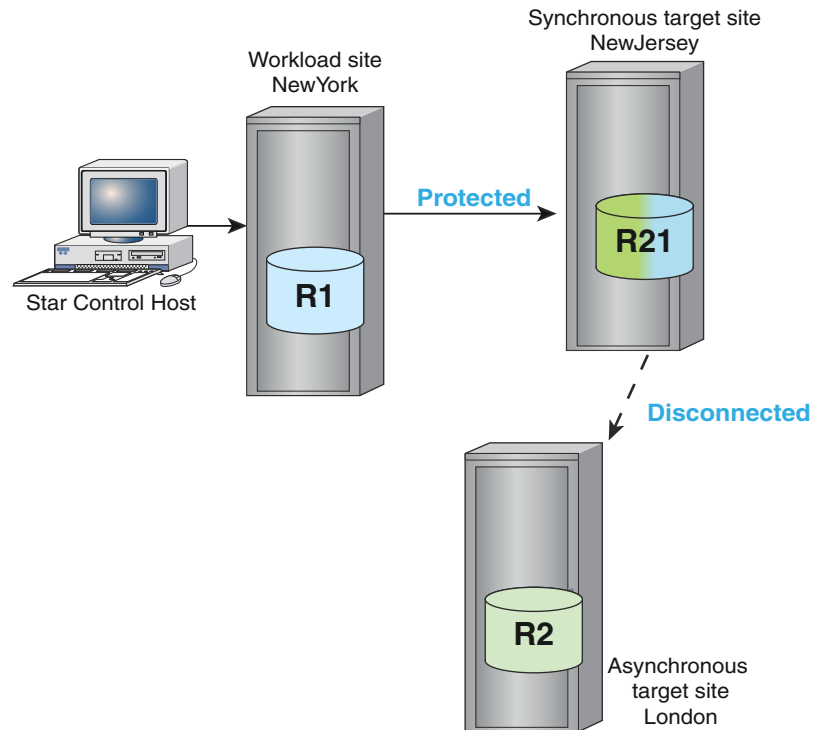 Synchronous target site
NewJersey
Workload site
NewYork
Protected
R21
R1
Star Control Host
Disconnected
R2
Asynchronous
target site
London